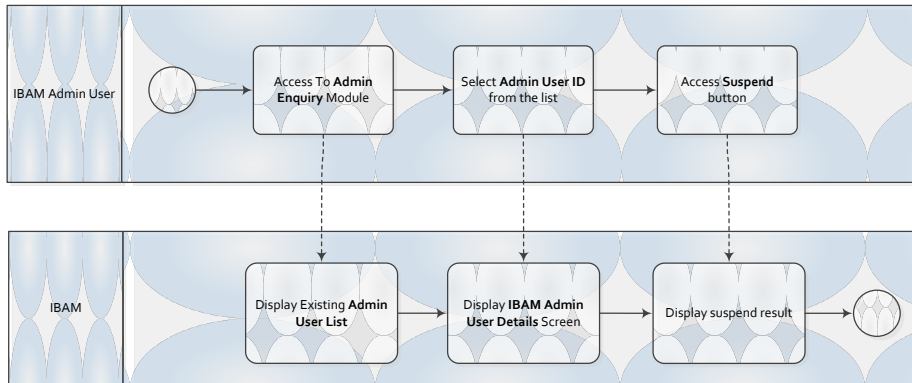 IBAM Admin User
Access To Admin
Enquiry Module
Select Admin User ID
from the list
Access Suspend
button
IBAM
Display Existing Admin
User List
Display IBAM Admin
User Details Screen
Display suspend result